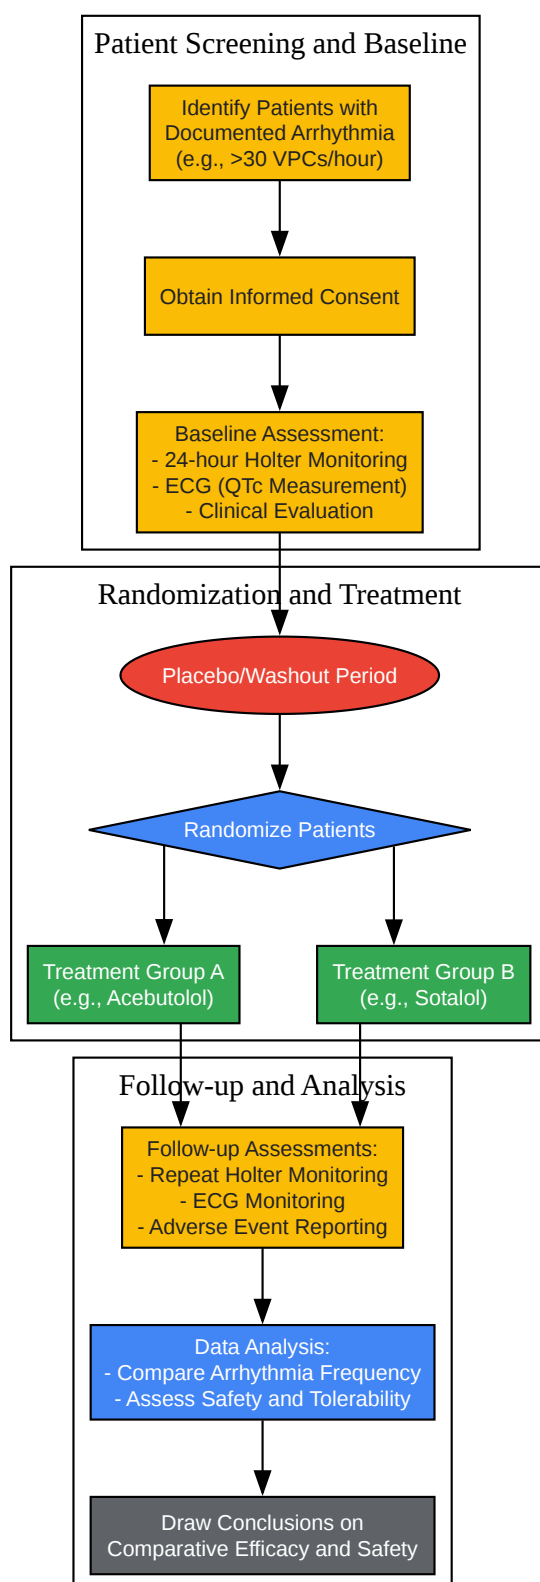 Patient Screening and Baseline
Identify Patients with
Documented Arrhythmia
(e.g., >30 VPCs/hour)
Obtain Informed Consent
Baseline Assessment:
- 24-hour Holter Monitoring
- ECG (QTc Measurement)
- Clinical Evaluation
Randomization and Treatment
Placebo/Washout Period
Randomize Patients
Treatment Group A
(e.g., Acebutolol)
Treatment Group B
(e.g., Sotalol)
Follow-up and Analysis
Follow-up Assessments:
- Repeat Holter Monitoring
- ECG Monitoring
- Adverse Event Reporting
Data Analysis:
- Compare Arrhythmia Frequency
- Assess Safety and Tolerability
Draw Conclusions on
Comparative Efficacy and Safety